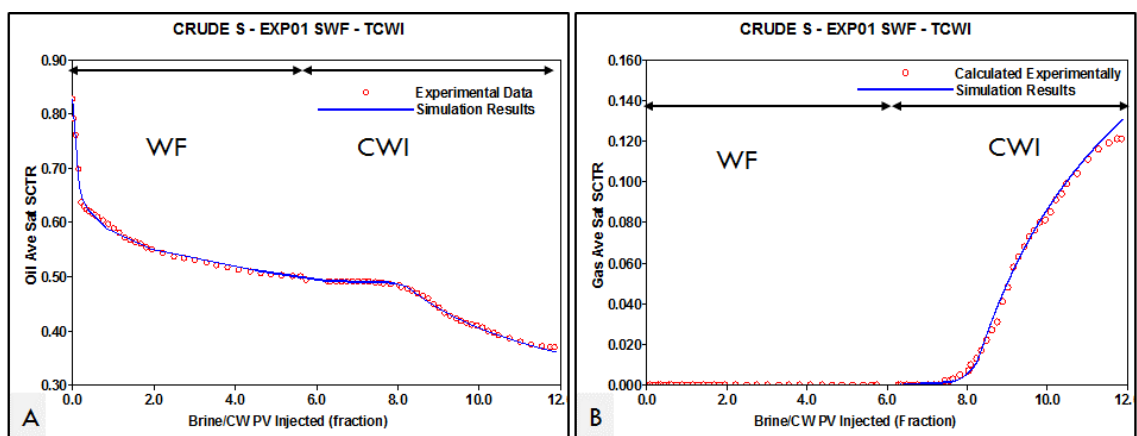 CRUDE S - EXP01 SWF - TCWI
0.90
0.80
0.70
0.60
0.50
0.40
0.30
Oil Ave Sat SCTR
Experimental Data
Simulation Results
WF
CWI
0.0
2.0
4.0
6.0
8.0
10.0
12.0
Brine/CW PV Injected (fraction)
A
CRUDE S - EXP01 SWF - TCWI
0.160
0.140
0.120
0.100
0.080
0.060
0.040
0.020
0.000
Gas Ave Sat SCTR
Calculated Experimentally
Simulation Results
WF
CWI
0.0
2.0
4.0
6.0
8.0
10.0
12.0
Brine/CW PV Injected (Fraction)
B